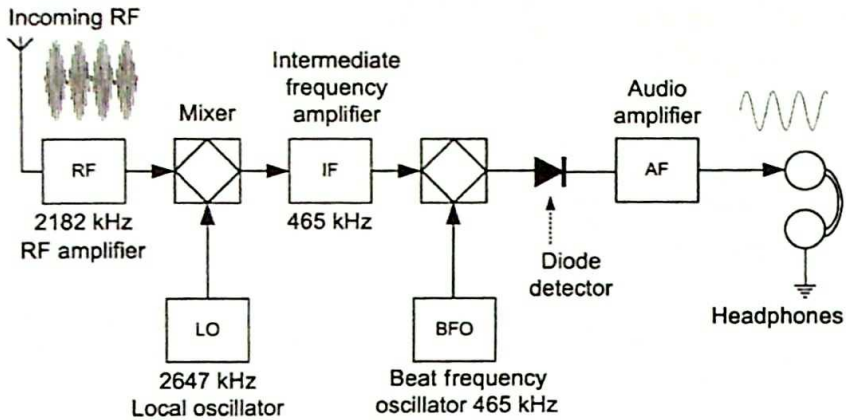 Incoming RF
Intermediate
frequency
amplifier
Mixer
Audio
amplifier
RF
IF
AF
2182 kHz
RF amplifier
465 kHz
Diode
detector
Headphones
LO
BFO
2647 kHz
Local oscillator
Beat frequency
oscillator 465 kHz